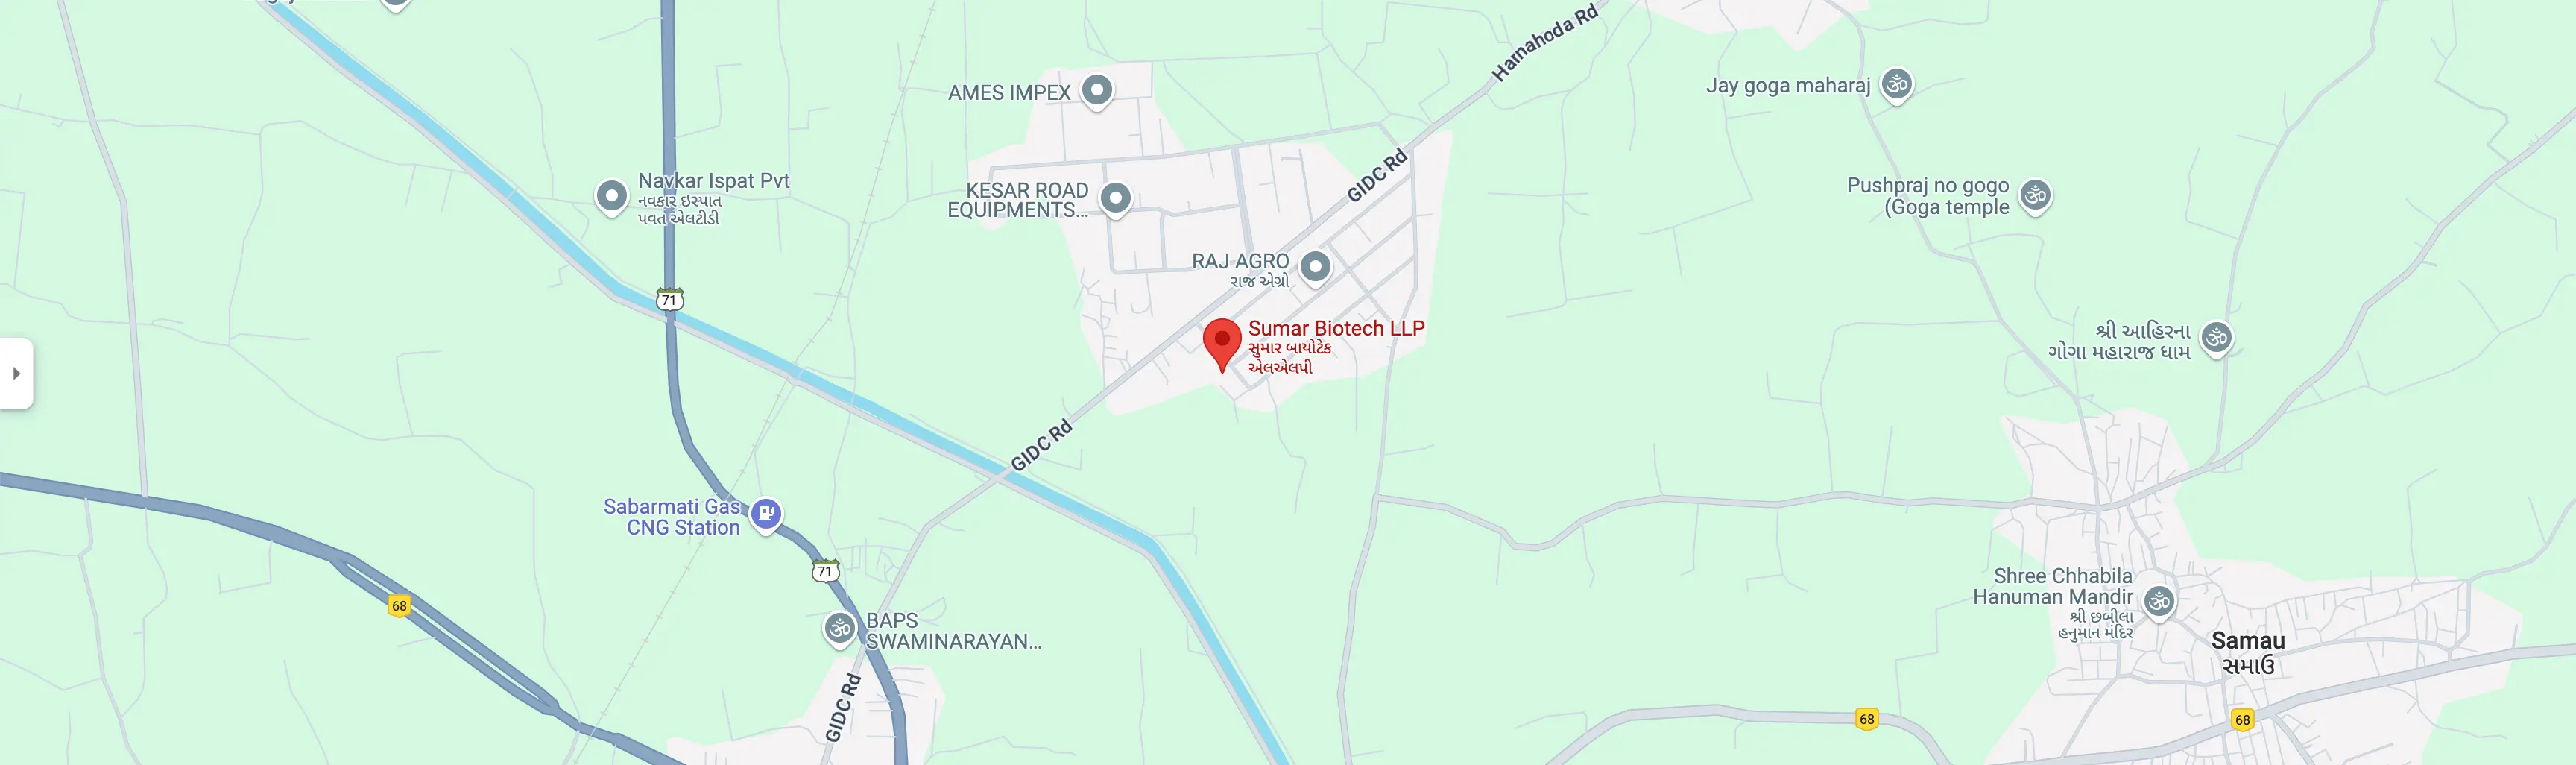 Harnahoda Rd
AMES IMPEX
Jay goga maharaj
Navkar Ispat Pvt
નવકાર ઇસ્પાત
પવત એલટીડી
KESAR ROAD
EQUIPMENTS...
GIDC Rd
Pushpraj no gogo
(Goga temple
RAJ AGRO
રાજ એગ્રો
71
Sumar Biotech LLP
સુમાર બાયોટેક
એલએલપી
શ્રી આહિરના
ગોગા મહારાજ ધામ
GIDC Rd
Sabarmati Gas
CNG Station
71
68
BAPS
SWAMINARAYAN...
Shree Chhabila
Hanuman Mandir
શ્રી છબીલા
હનુમાન મંદિર
Samau
સમાઉ
GIDC Rd
68
68